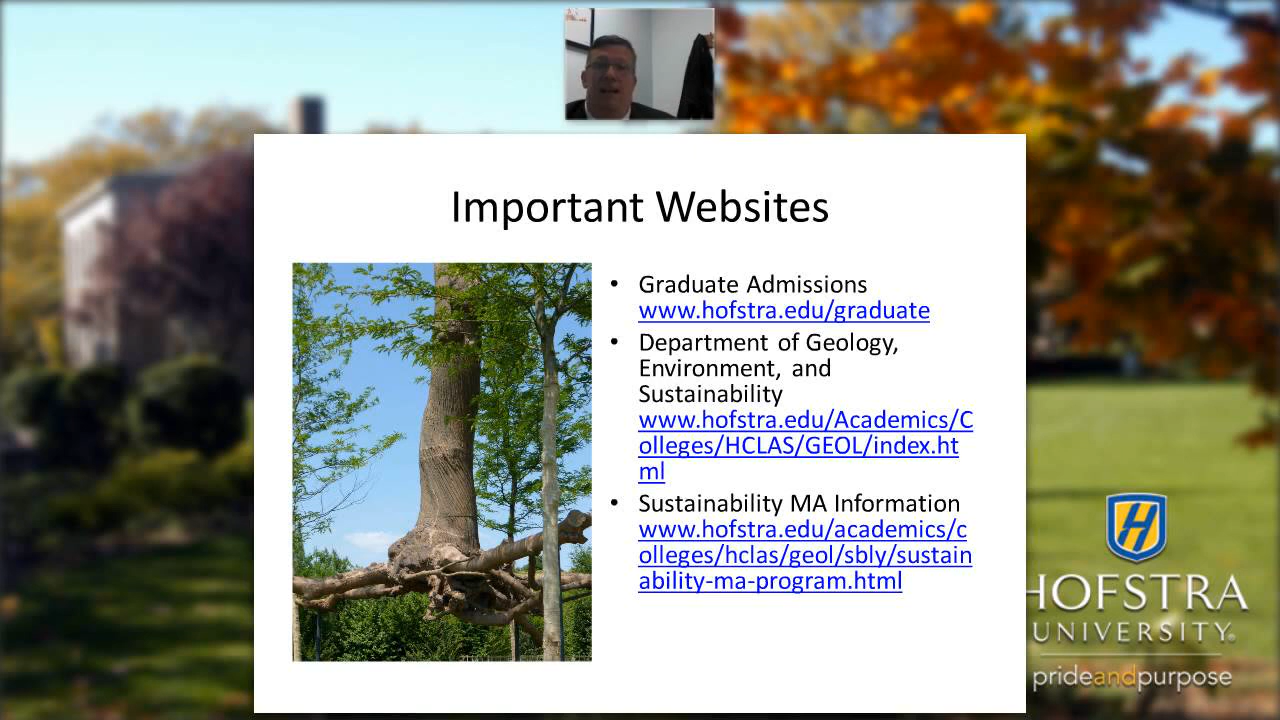 Important Websites
• Graduate Admissions
www.hofstra.edu/graduate
• Department of Geology,
Environment, and
Sustainability
www.hofstra.edu/Academics/C
olleges/HCLAS/GEOL/index.ht
ml
• Sustainability MA Information
www.hofstra.edu/academics/c
olleges/hclas/geol/sbly/sustain
ability-ma-program.html
H
HOFSTRA
UNIVERSITY®
prideandpurpose